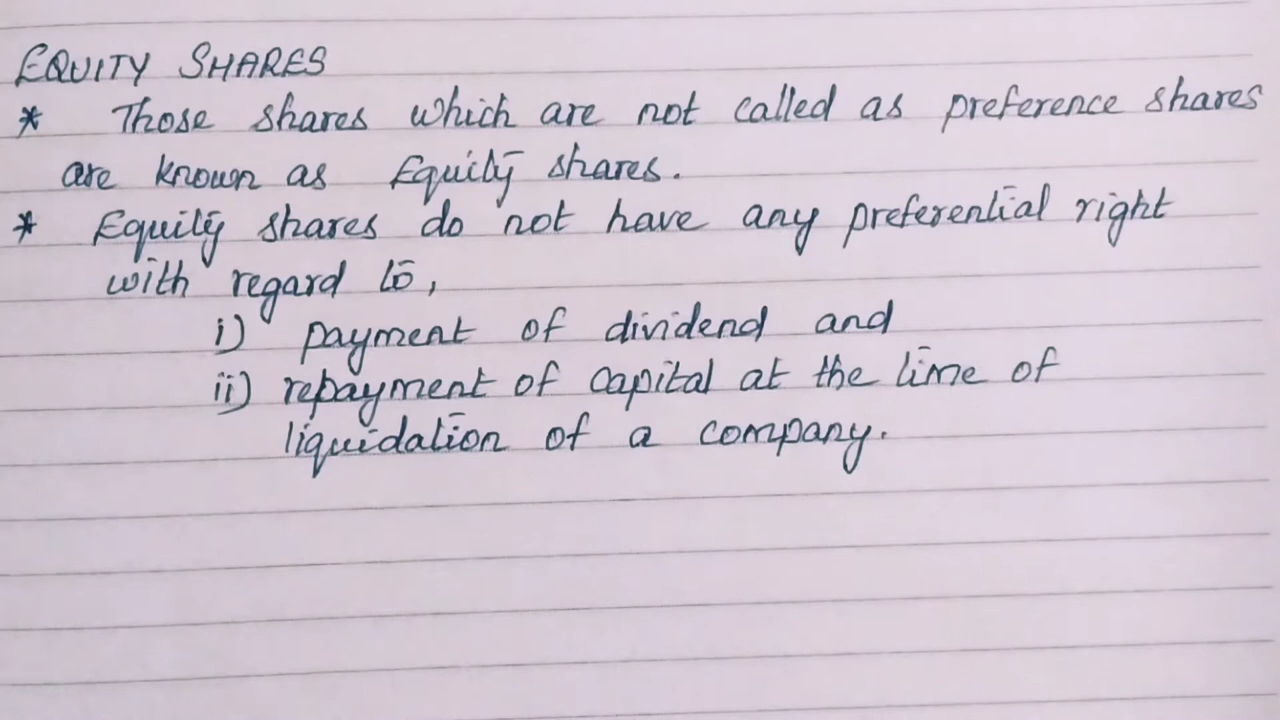 EQUITY SHARES
* Those shares which are not called as preference shares
are known as Equity shares.
* Equity shares do not have any preferential right
with regard to,
i) payment of dividend and
ii) repayment of capital at the time of
liquidation of a company.